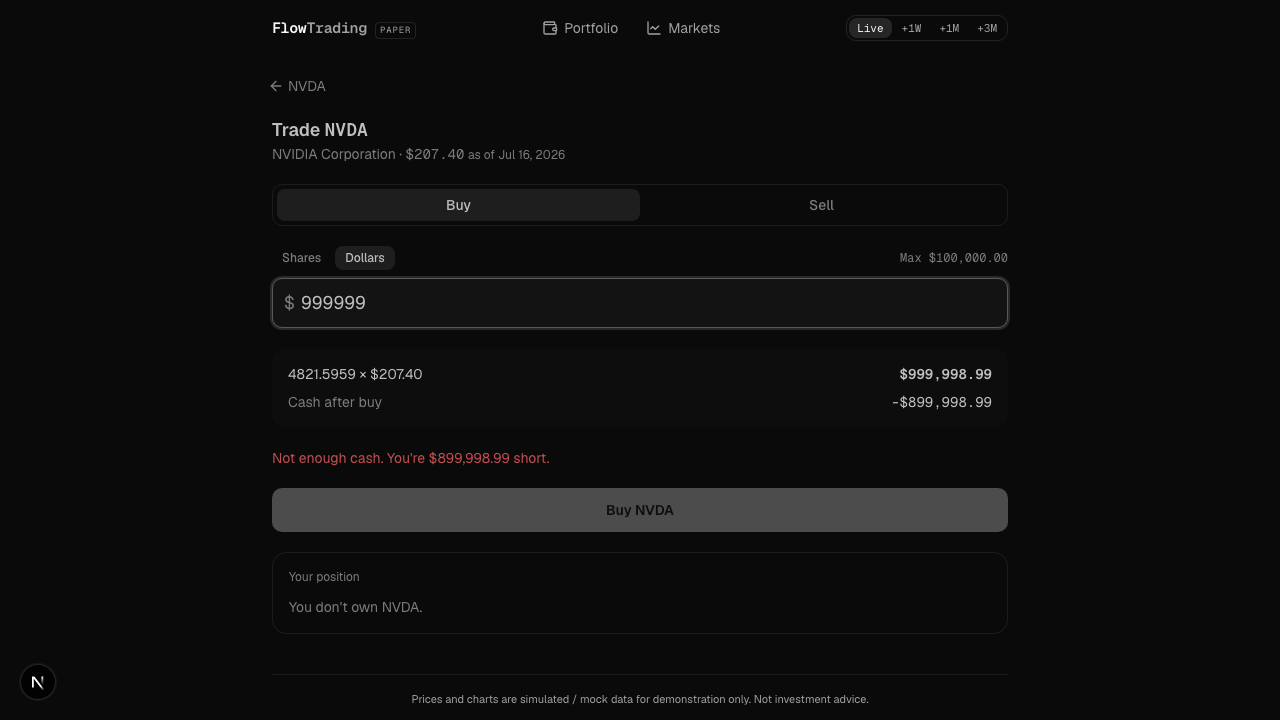 FlowTrading PAPER Portfolio Markets Live +1W +1M +3M
← NVDA
Trade NVDA
NVIDIA Corporation · $207.40 as of Jul 16, 2026
Buy Sell
Shares Dollars Max $100,000.00
$ 999999
4821.5959 × $207.40 $999,998.99
Cash after buy -$899,998.99
Not enough cash. You're $899,998.99 short.
Buy NVDA
Your position
You don't own NVDA.
N
Prices and charts are simulated / mock data for demonstration only. Not investment advice.